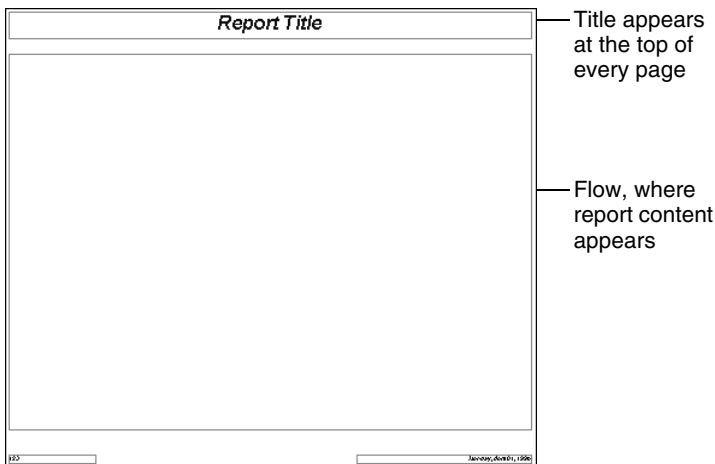 Report Title
Title appears
at the top of
every page
Flow, where
report content
appears